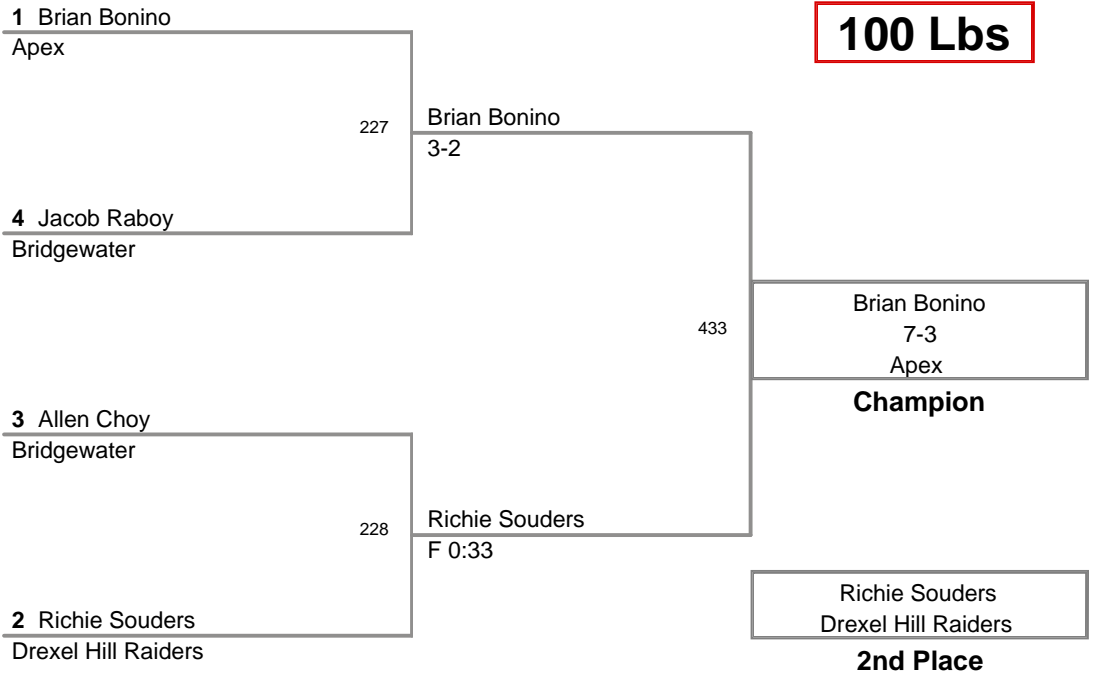 1 Brian Bonino
Apex
100 Lbs
227
Brian Bonino
3-2
4 Jacob Raboy
Bridgewater
433
Brian Bonino
7-3
Apex
Champion
3 Allen Choy
Bridgewater
228
Richie Souders
F 0:33
2 Richie Souders
Drexel Hill Raiders
Richie Souders
Drexel Hill Raiders
2nd Place